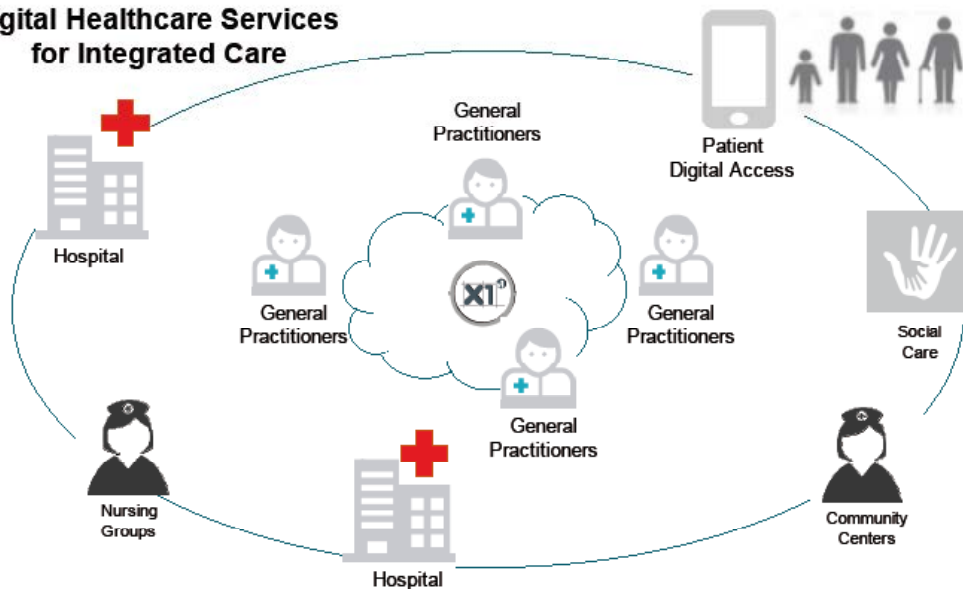 gital Healthcare Services
for Integrated Care
General
Practitioners
Patient
Digital Access
Hospital
General
Practitioners
X1
General
Practitioners
Social
Care
General
Practitioners
Nursing
Groups
Community
Centers
Hospital